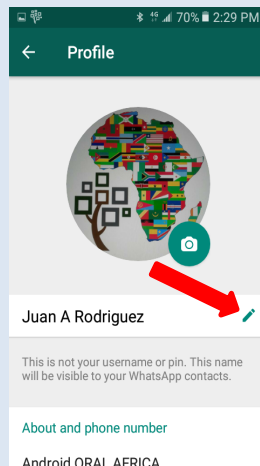 4G 70% 2:29 PM
Profile
Juan A Rodriguez
This is not your username or pin. This name
will be visible to your WhatsApp contacts.
About and phone number
Android ORAL AFRICA